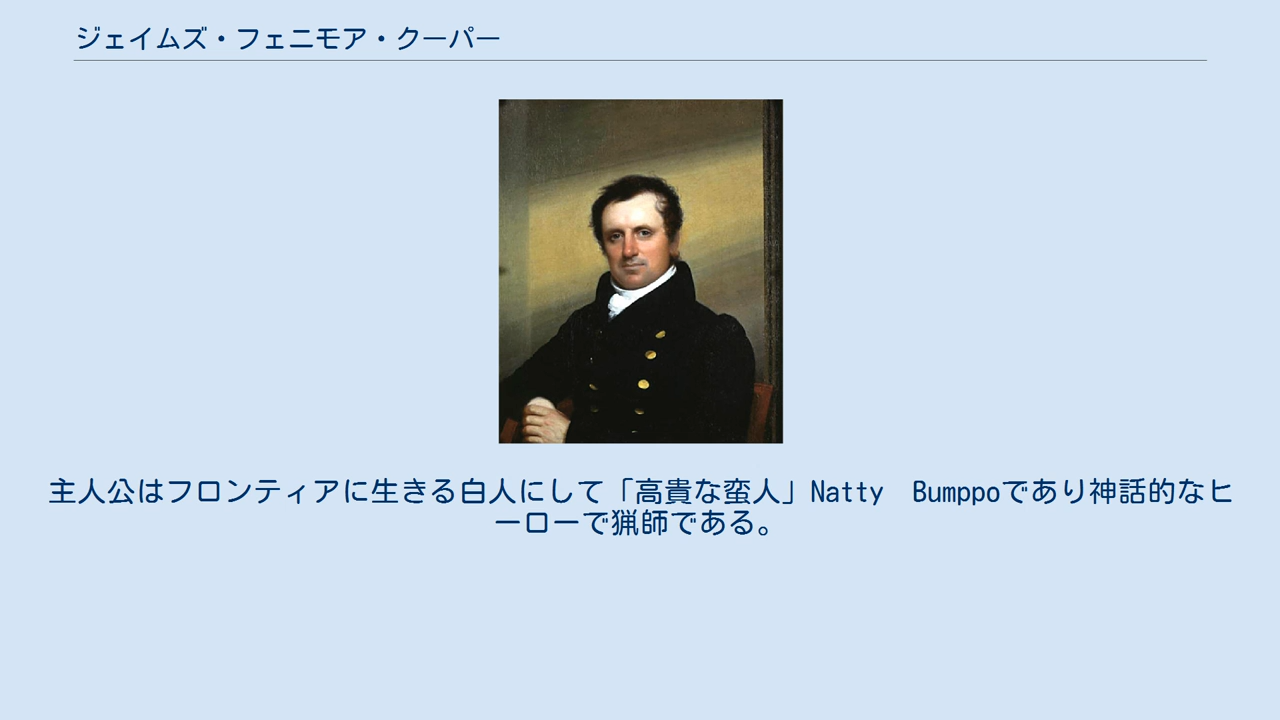 ジェイムズ・フェニモア・クーパー
主人公はフロンティアに生きる白人にして「高貴な蛮人」Natty　Bumppoであり神話的なヒ
ーローで猟師である。